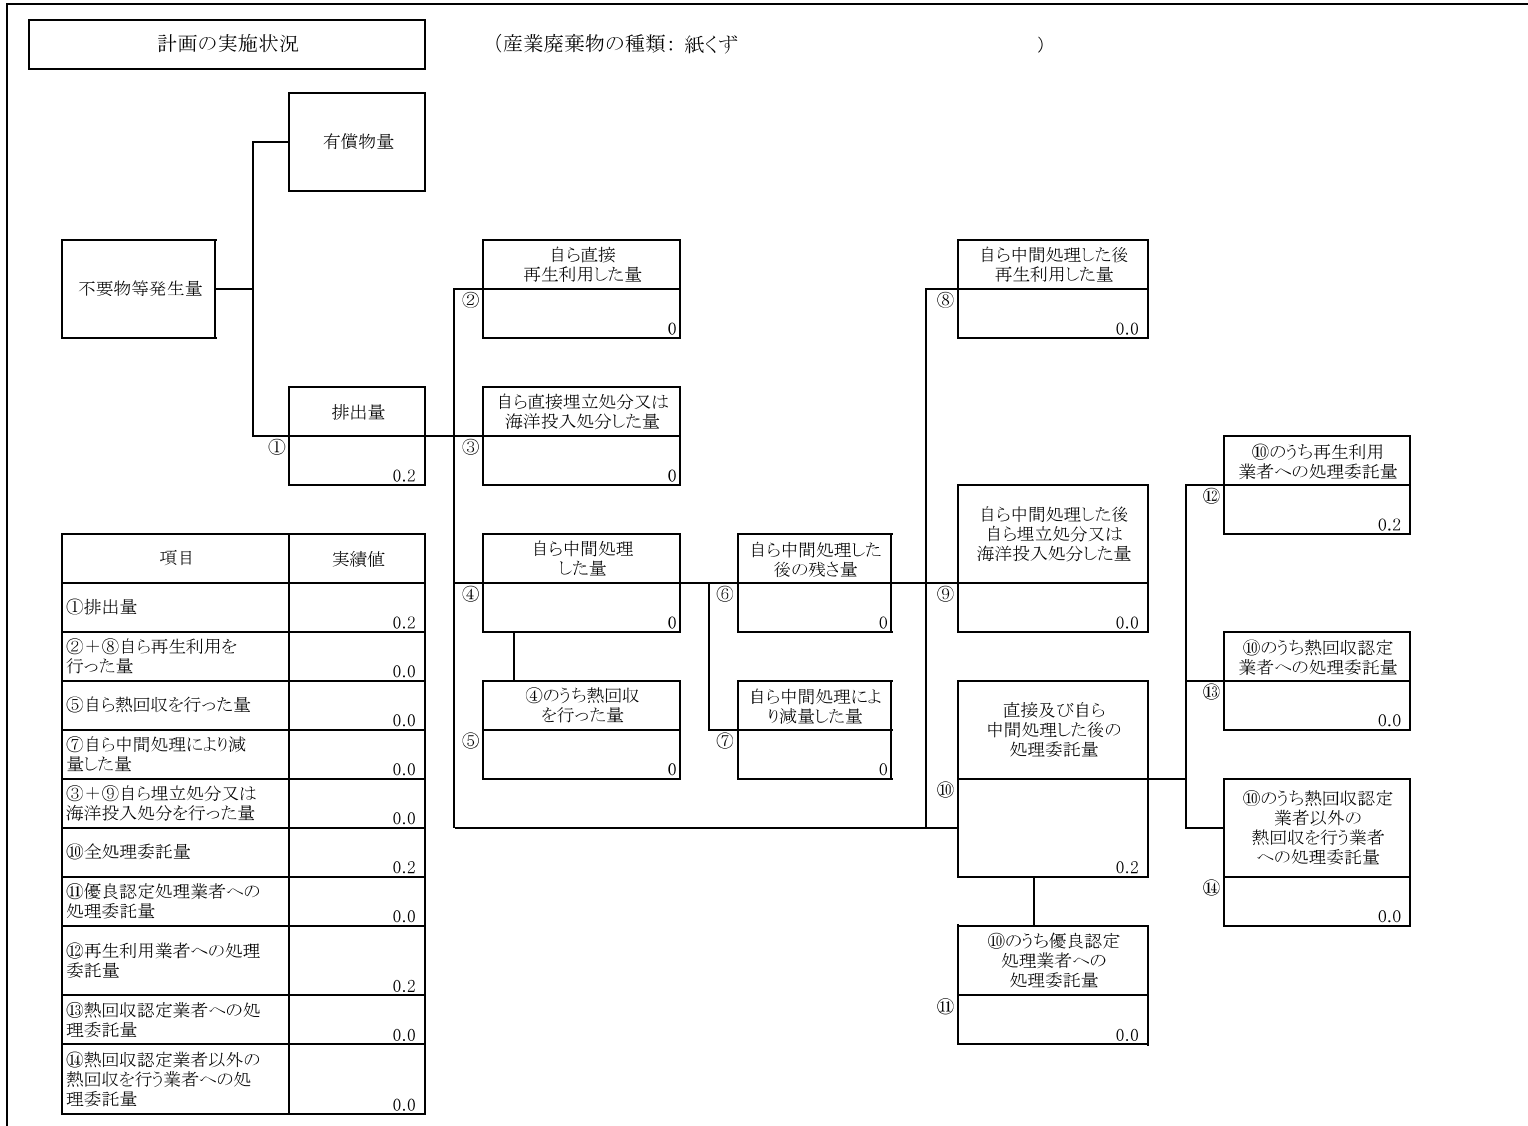 計画の実施状況
（産業廃棄物の種類：紙くず　　　　）
有償物量
不要物等発生量
自ら直接
再生利用した量
②
0
自ら中間処理した後
再生利用した量
⑧
0.0
排出量
①
0.2
自ら直接埋立処分又は
海洋投入処分した量
③
0
⑩のうち再生利用
業者への処理委託量
⑫
0.2
自ら中間処理
した量
④
0
自ら中間処理した
後の残さ量
⑥
0
自ら中間処理した後
自ら埋立処分又は
海洋投入処分した量
⑨
0.0
⑩のうち熱回収認定
業者への処理委託量
⑬
0.0
④のうち熱回収
を行った量
⑤
0
自ら中間処理によ
り減量した量
⑦
0
直接及び自ら
中間処理した後の
処理委託量
⑩
0.2
⑩のうち熱回収認定
業者以外の
熱回収を行う業者
への処理委託量
⑭
0.0
⑩のうち優良認定
処理業者への
処理委託量
⑪
0.0
項目　実績値
①排出量
0.2
②＋⑧自ら再生利用を
行った量
0.0
⑤自ら熱回収を行った量
0.0
⑦自ら中間処理により減
量した量
0.0
③＋⑨自ら埋立処分又は
海洋投入処分を行った量
0.0
⑩全処理委託量
0.2
⑪優良認定処理業者への
処理委託量
0.0
⑫再生利用業者への処理
委託量
0.2
⑬熱回収認定業者への処
理委託量
0.0
⑭熱回収認定業者以外の
熱回収を行う業者への処
理委託量
0.0